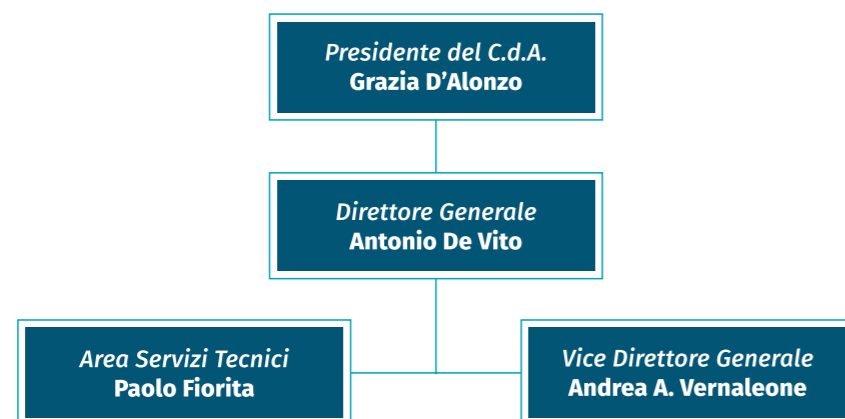 Presidente del C.d.A.
Grazia D’Alonzo
Direttore Generale
Antonio De Vito
Area Servizi Tecnici
Paolo Fiorita
Vice Direttore Generale
Andrea A. Vernaleone